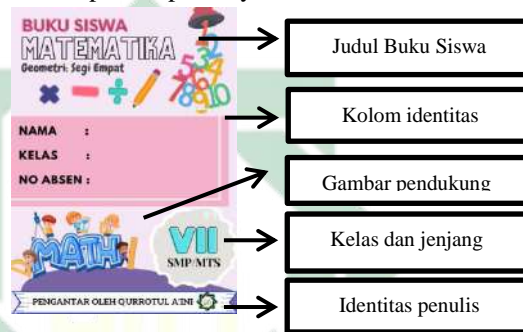 BUKU SISWA
MATEMATIKA
Geometri: Segi Empat
NAMA :
KELAS :
NO ABSEN :
MATH
VII
SMP/MTS
PENGANTAR OLEH QURROTUL A'INI
Judul Buku Siswa
Kolom identitas
Gambar pendukung
Kelas dan jenjang
Identitas penulis